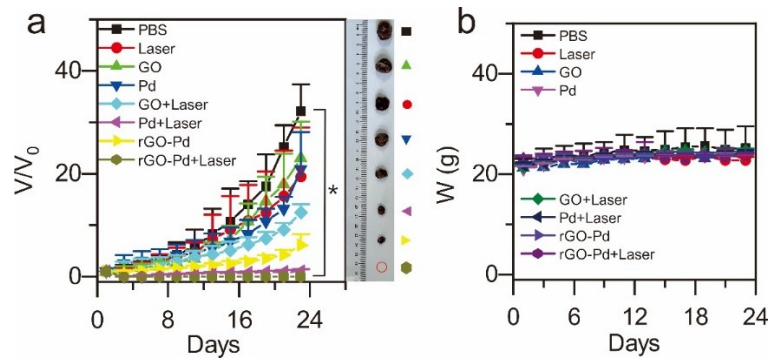 a
PBS
Laser
GO
Pd
GO+Laser
Pd+Laser
rGO-Pd
rGO-Pd+Laser
*
V/V0
40
20
0
0
8
16
24
Days
b
PBS
Laser
GO
Pd
GO+Laser
Pd+Laser
rGO-Pd
rGO-Pd+Laser
W (g)
40
20
0
0
6
12
18
24
Days